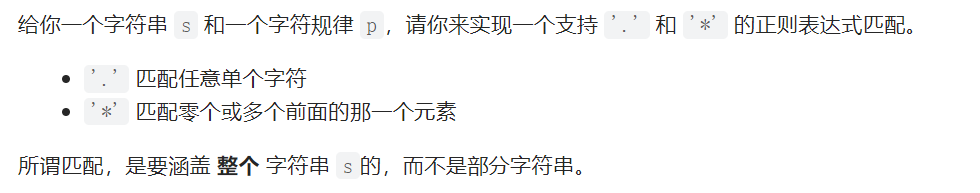 给你一个字符串 s 和一个字符规律 p，请你来实现一个支持 '.' 和 '*' 的正则表达式匹配。
• '.' 匹配任意单个字符
• '*' 匹配零个或多个前面的那一个元素
所谓匹配，是要涵盖 整个 字符串 s的，而不是部分字符串。